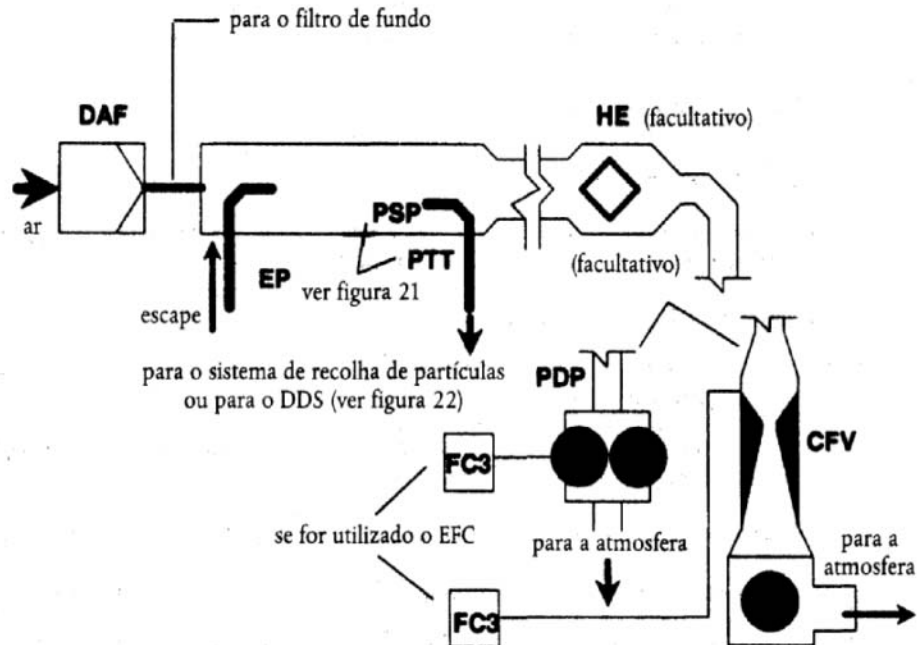 para o filtro de fundo
DAF
HE (facultativo)
ar
PSP
(facultativo)
EP
PTT
ver figura 21
escape
para o sistema de recolha de partículas
ou para o DDS (ver figura 22)
PDP
CFV
FC3
se for utilizado o EFC
para a atmosfera
para a
atmosfera
FC3